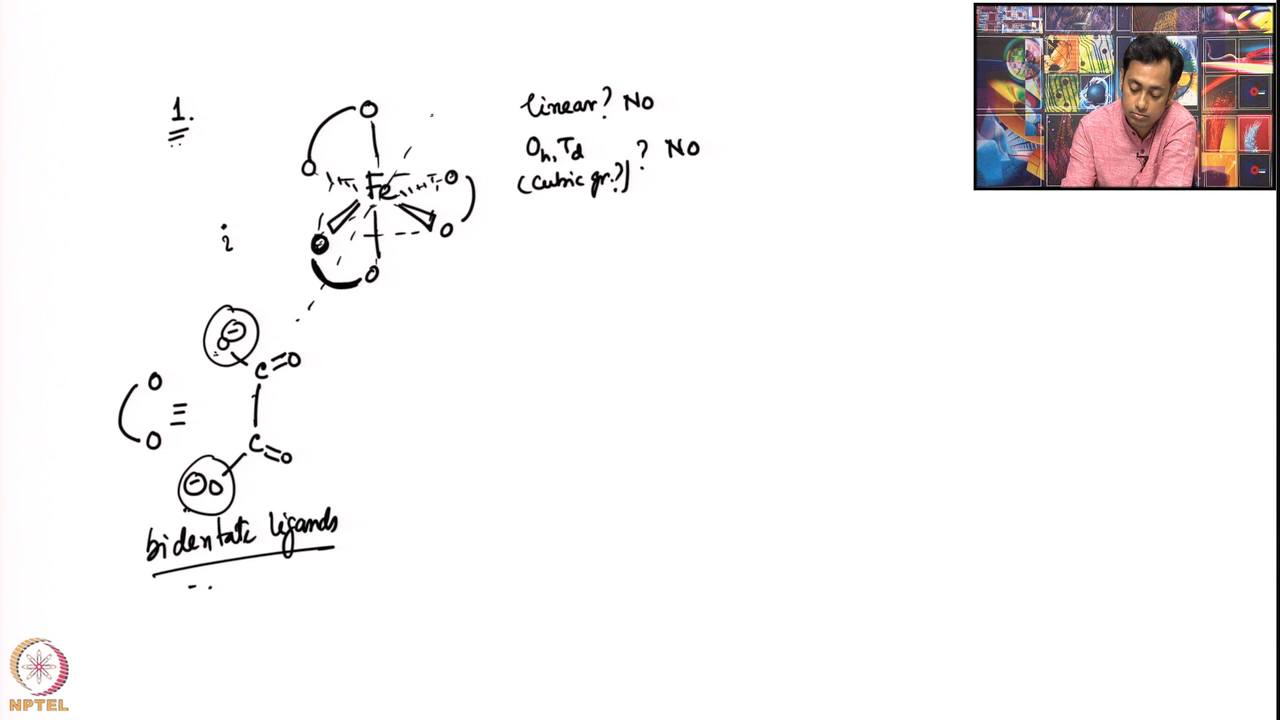 1.
O
O
Fe
O
O
O
O
linear? No
Oh, Td ? No
(cubic gr.?)
i
O
O
≡
⊖
O
C=O
C=O
⊖O
bidentate ligands
NPTEL